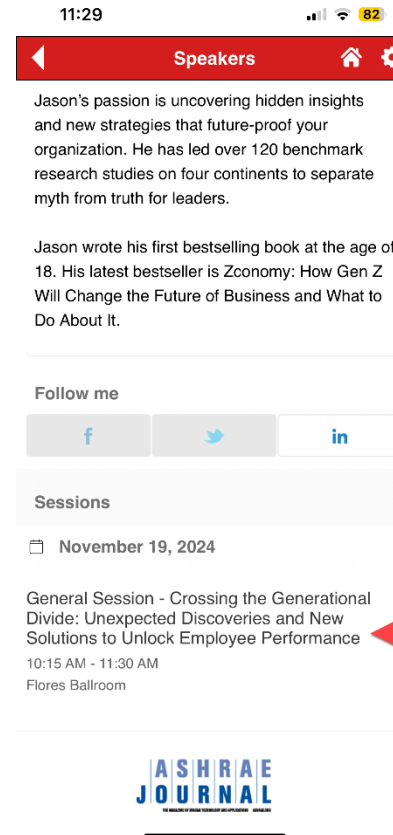 11:29
82
Speakers
Jason’s passion is uncovering hidden insights
and new strategies that future-proof your
organization. He has led over 120 benchmark
research studies on four continents to separate
myth from truth for leaders.
Jason wrote his first bestselling book at the age of
18. His latest bestseller is Zconomy: How Gen Z
Will Change the Future of Business and What to
Do About It.
Follow me
f
in
Sessions
November 19, 2024
General Session - Crossing the Generational
Divide: Unexpected Discoveries and New
Solutions to Unlock Employee Performance
10:15 AM - 11:30 AM
Flores Ballroom
ASHRAE
JOURNAL